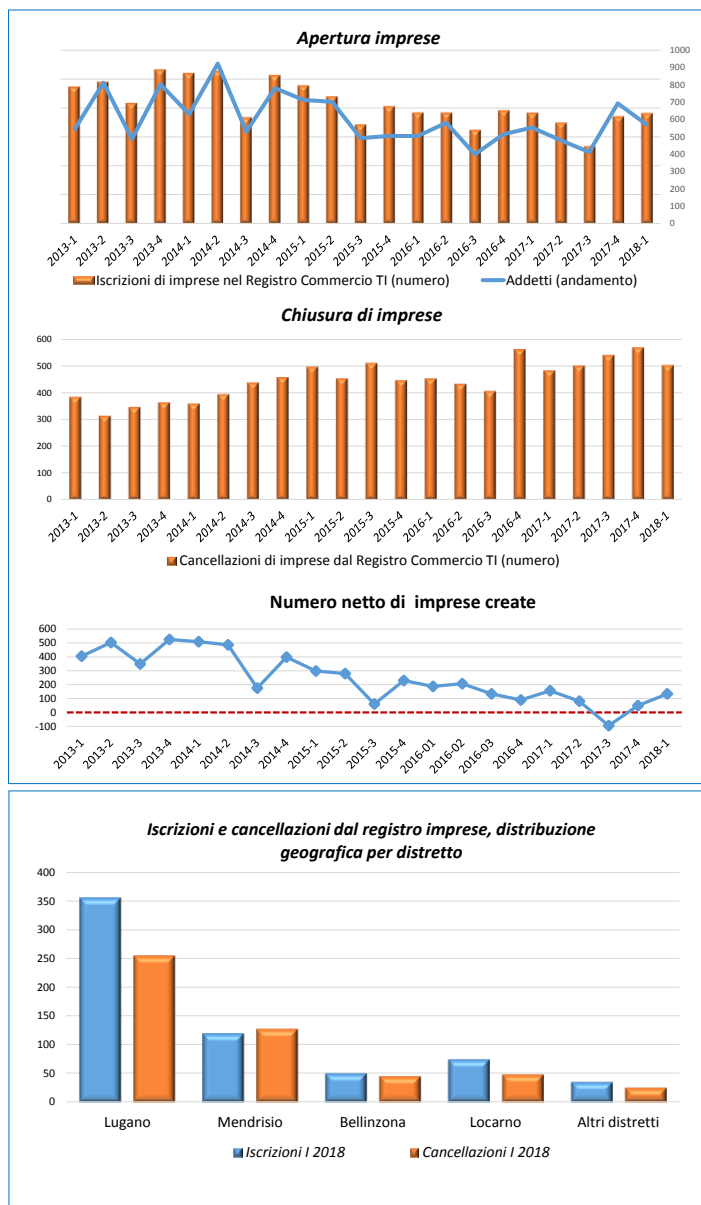 Apertura imprese
1000
900
800
700
600
500
400
300
200
100
0
2013-1 2013-2 2013-3 2013-4 2014-1 2014-2 2014-3 2014-4 2015-1 2015-2 2015-3 2015-4 2016-1 2016-2 2016-3 2016-4 2017-1 2017-2 2017-3 2017-4 2018-1
Iscrizioni di imprese nel Registro Commercio TI (numero) Addetti (andamento)
Chiusura di imprese
600
500
400
300
200
100
0
2013-1 2013-2 2013-3 2013-4 2014-1 2014-2 2014-3 2014-4 2015-1 2015-2 2015-3 2015-4 2016-1 2016-2 2016-3 2016-4 2017-1 2017-2 2017-3 2017-4 2018-1
Cancellazioni di imprese dal Registro Commercio TI (numero)
Numero netto di imprese create
600
500
400
300
200
100
0
-100
2013-1 2013-2 2013-3 2013-4 2014-1 2014-2 2014-3 2014-4 2015-1 2015-2 2015-3 2015-4 2016-01 2016-02 2016-03 2016-4 2017-1 2017-2 2017-3 2017-4 2018-1
Iscrizioni e cancellazioni dal registro imprese, distribuzione
geografica per distretto
400
350
300
250
200
150
100
50
0
Lugano Mendrisio Bellinzona Locarno Altri distretti
Iscrizioni I 2018 Cancellazioni I 2018